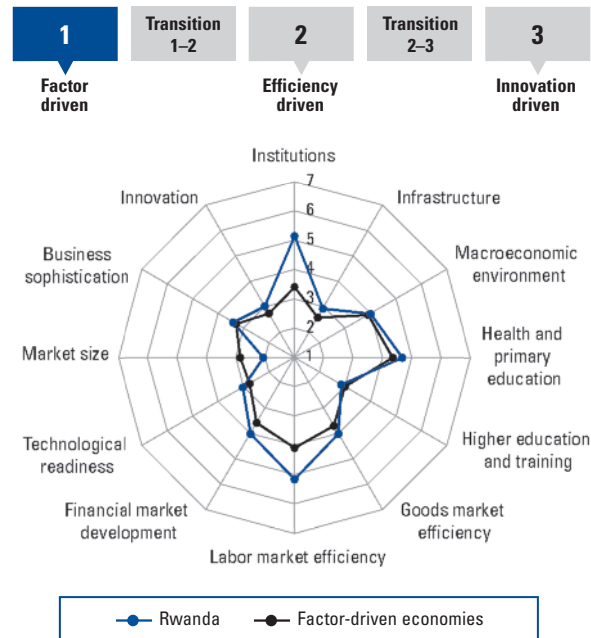 1
Transition
1–2
2
Transition
2–3
3
Factor
driven
Efficiency
driven
Innovation
driven
Institutions
7
Innovation
6
Infrastructure
5
Business
sophistication
4
Macroeconomic
environment
3
2
Market size
1
Health and
primary
education
Technological
readiness
Higher education
and training
Financial market
development
Goods market
efficiency
Labor market efficiency
Rwanda
Factor-driven economies